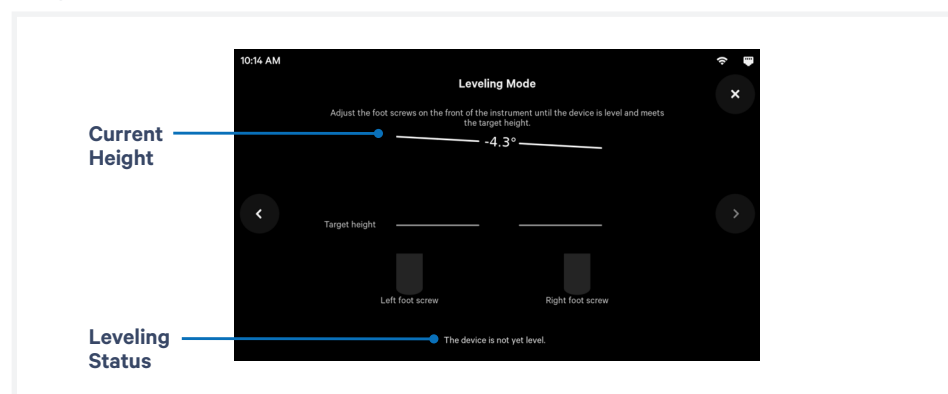 10:14 AM
Leveling Mode
Adjust the foot screws on the front of the instrument until the device is level and meets
the target height.
Current
Height
-4.3°
Target height
Left foot screw
Right foot screw
Leveling
Status
The device is not yet level.